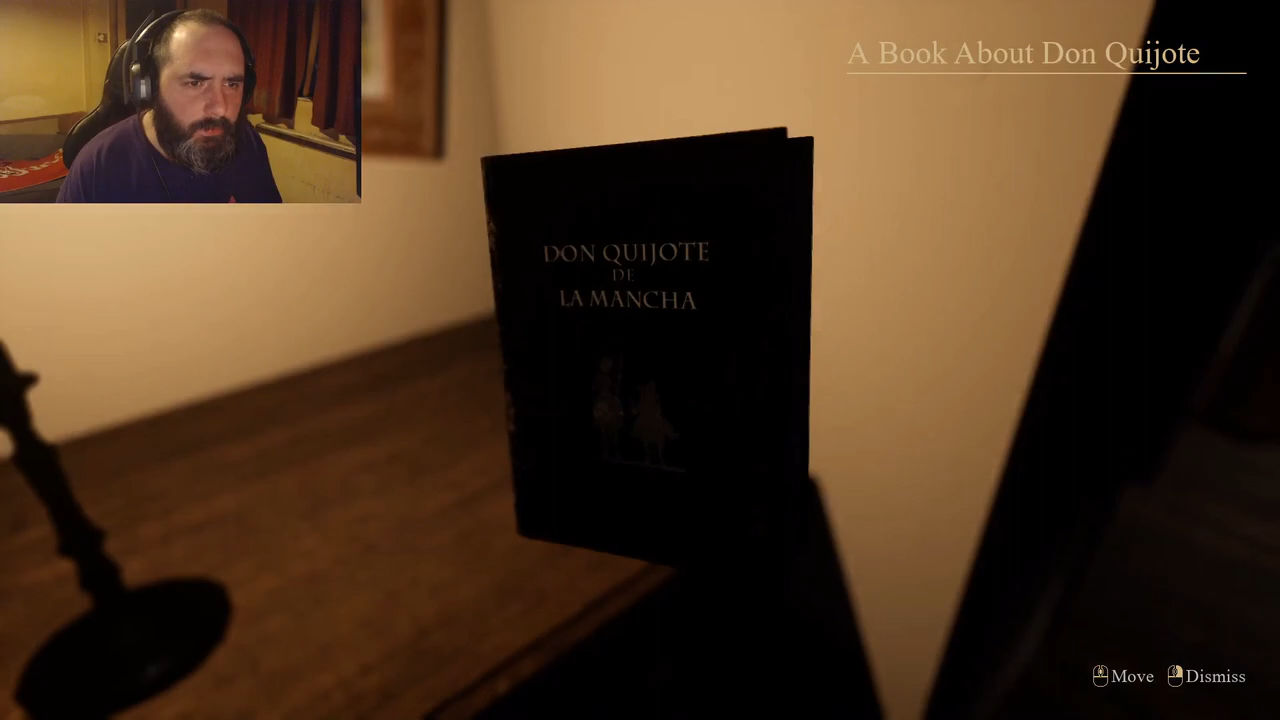 A Book About Don Quijote
DON QUIJOTE
DE
LA MANCHA
Move Dismiss